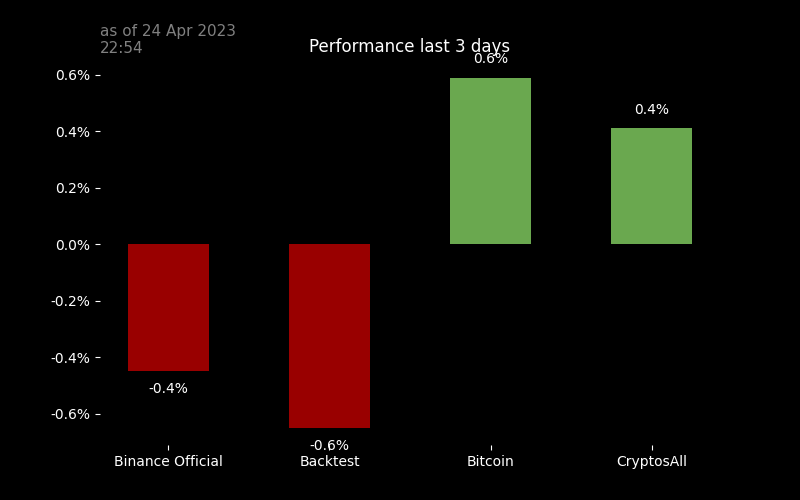 as of 24 Apr 2023
22:54
Performance last 3 days
0.6%
0.6%
0.4%
0.4%
0.2%
0.0%
-0.2%
-0.4%
-0.4%
-0.6%
-0.6%
Binance Official
Backtest
Bitcoin
CryptosAll